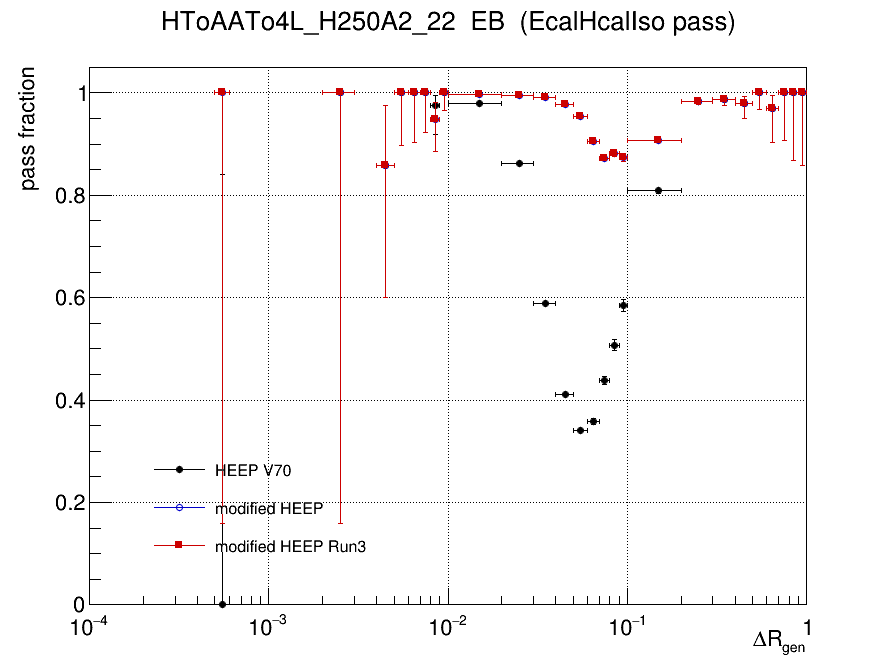 HToAATo4L_H250A2_22 EB (EcalHcalIso pass)
pass fraction
1
0.8
0.6
0.4
0.2
0
HEEP V70
modified HEEP
modified HEEP Run3
10⁻⁴ 10⁻³ 10⁻² 10⁻¹ 1
ΔR_gen